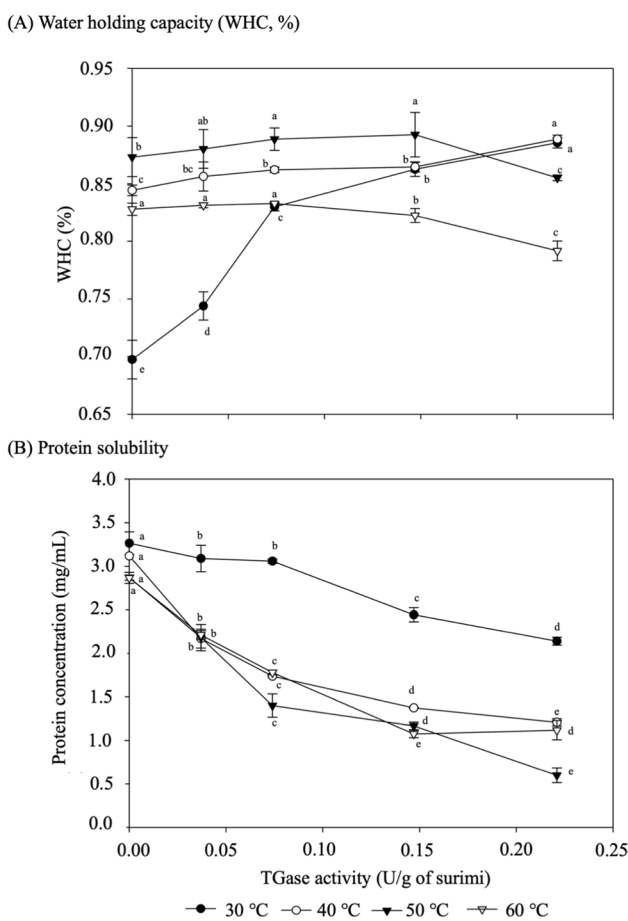 (A) Water holding capacity (WHC, %)
0.95
0.90
0.85
0.80
0.75
0.70
0.65
WHC (%)
b ab a a a
c bc b b a
a a a b c
e d c b c
(B) Protein solubility
4.0
3.5
3.0
2.5
2.0
1.5
1.0
0.5
0.0
Protein concentration (mg/mL)
a b b c d
a b c d e
a b c d d
a b c e e
0.00 0.05 0.10 0.15 0.20 0.25
TGase activity (U/g of surimi)
30 ℃ 40 ℃ 50 ℃ 60 ℃